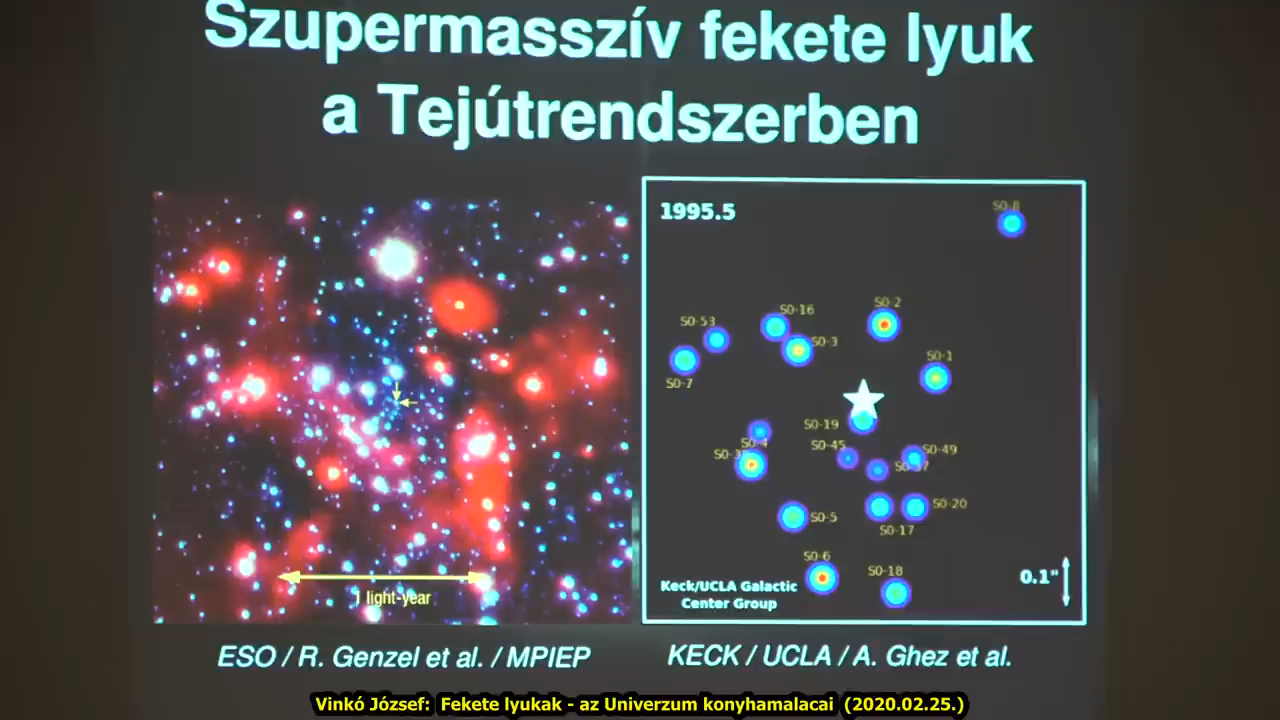 Szupermasszív fekete lyuk
a Tejútrendszerben
1995.5
S0-8
S0-2
S0-16
S0-53
S0-3
S0-1
S0-7
S0-19
S0-4
S0-45
S0-49
S0-5
S0-20
S0-17
S0-6
S0-18
0.1"
Keck/UCLA Galactic
Center Group
1 light-year
ESO / R. Genzel et al. / MPIEP
KECK / UCLA / A. Ghez et al.
Vinkó József: Fekete lyukak - az Univerzum konyhamalacai (2020.02.25.)